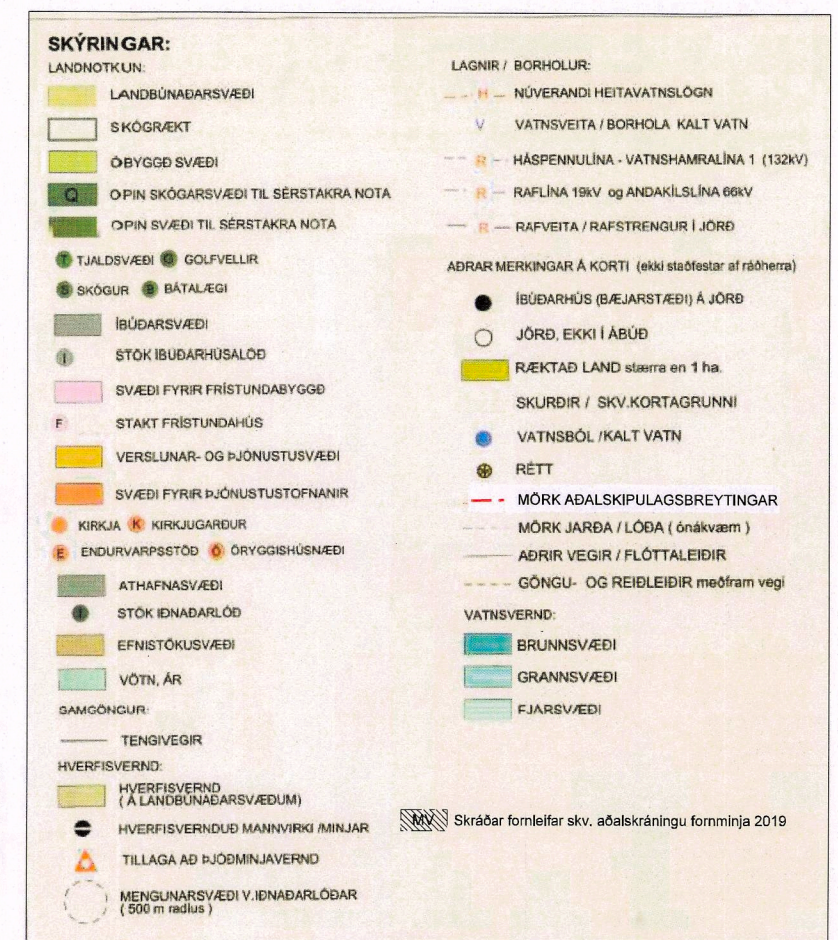 SKÝRINGAR:
LANDNOTKUN:
LANDBÚNAÐARSVÆÐI
SKÓGRÆKT
ÓBYGGÐ SVÆÐI
O OPIN SKÓGARSVÆÐI TIL SÉRSTAKRA NOTA
OPIN SVÆÐI TIL SÉRSTAKRA NOTA
T TJALDSVÆÐI G GOLFVELLIR
S SKÓGUR B BÁTALÆGI
ÍBÚÐARSVÆÐI
I STÖK ÍBÚÐARHÚSALÓÐ
SVÆÐI FYRIR FRÍSTUNDABYGGÐ
F STAKT FRÍSTUNDAHÚS
VERSLUNAR- OG ÞJÓNUSTUSVÆÐI
SVÆÐI FYRIR ÞJÓNUSTUSTOFNANIR
KIRKJA K KIRKJUGARÐUR
E ENDURVARPSSTÖÐ Ö ÖRYGGISHÚSNÆÐI
ATHAFNASVÆÐI
I STÖK IÐNAÐARLÓÐ
EFNISTÖKUSVÆÐI
VÖTN, ÁR
SAMGÖNGUR:
TENGIVEGIR
HVERFISVERND:
HVERFISVERND
( Á LANDBÚNAÐARSVÆÐUM)
HVERFISVERNDUÐ MANNVIRKI /MINJAR
TILLAGA AÐ ÞJÓÐMINJAVERND
MENGUNARSVÆÐI V.IÐNAÐARLÓÐAR
( 500 m radius )
LAGNIR / BORHOLUR:
H NÚVERANDI HEITAVATNSLÖGN
V VATNSVEITA / BORHOLA KALT VATN
R HÁSPENNULÍNA - VATNSHAMRALÍNA 1 (132kV)
R RAFLÍNA 19kV og ANDAKÍLSLÍNA 66kV
R RAFVEITA / RAFSTRENGUR Í JÖRÐ
AÐRAR MERKINGAR Á KORTI (ekki staðfestar af ráðherra)
ÍBÚÐARHÚS (BÆJARSTÆÐI) Á JÖRÐ
JÖRÐ, EKKI Í ÁBÚÐ
RÆKTAÐ LAND stærra en 1 ha.
SKURÐIR / SKV.KORTAGRUNNI
VATNSBÓL /KALT VATN
RÉTT
MÖRK AÐALSKIPULAGSBREYTINGAR
MÖRK JARÐA / LÓÐA ( ónákvæm )
AÐRIR VEGIR / FLÓTTALEIÐIR
GÖNGU- OG REIÐLEIÐIR meðfram vegi
VATNSVERND:
BRUNNSVÆÐI
GRANNSVÆÐI
FJARSVÆÐI
MV Skráðar fornleifar skv. aðalskráningu fornminja 2019